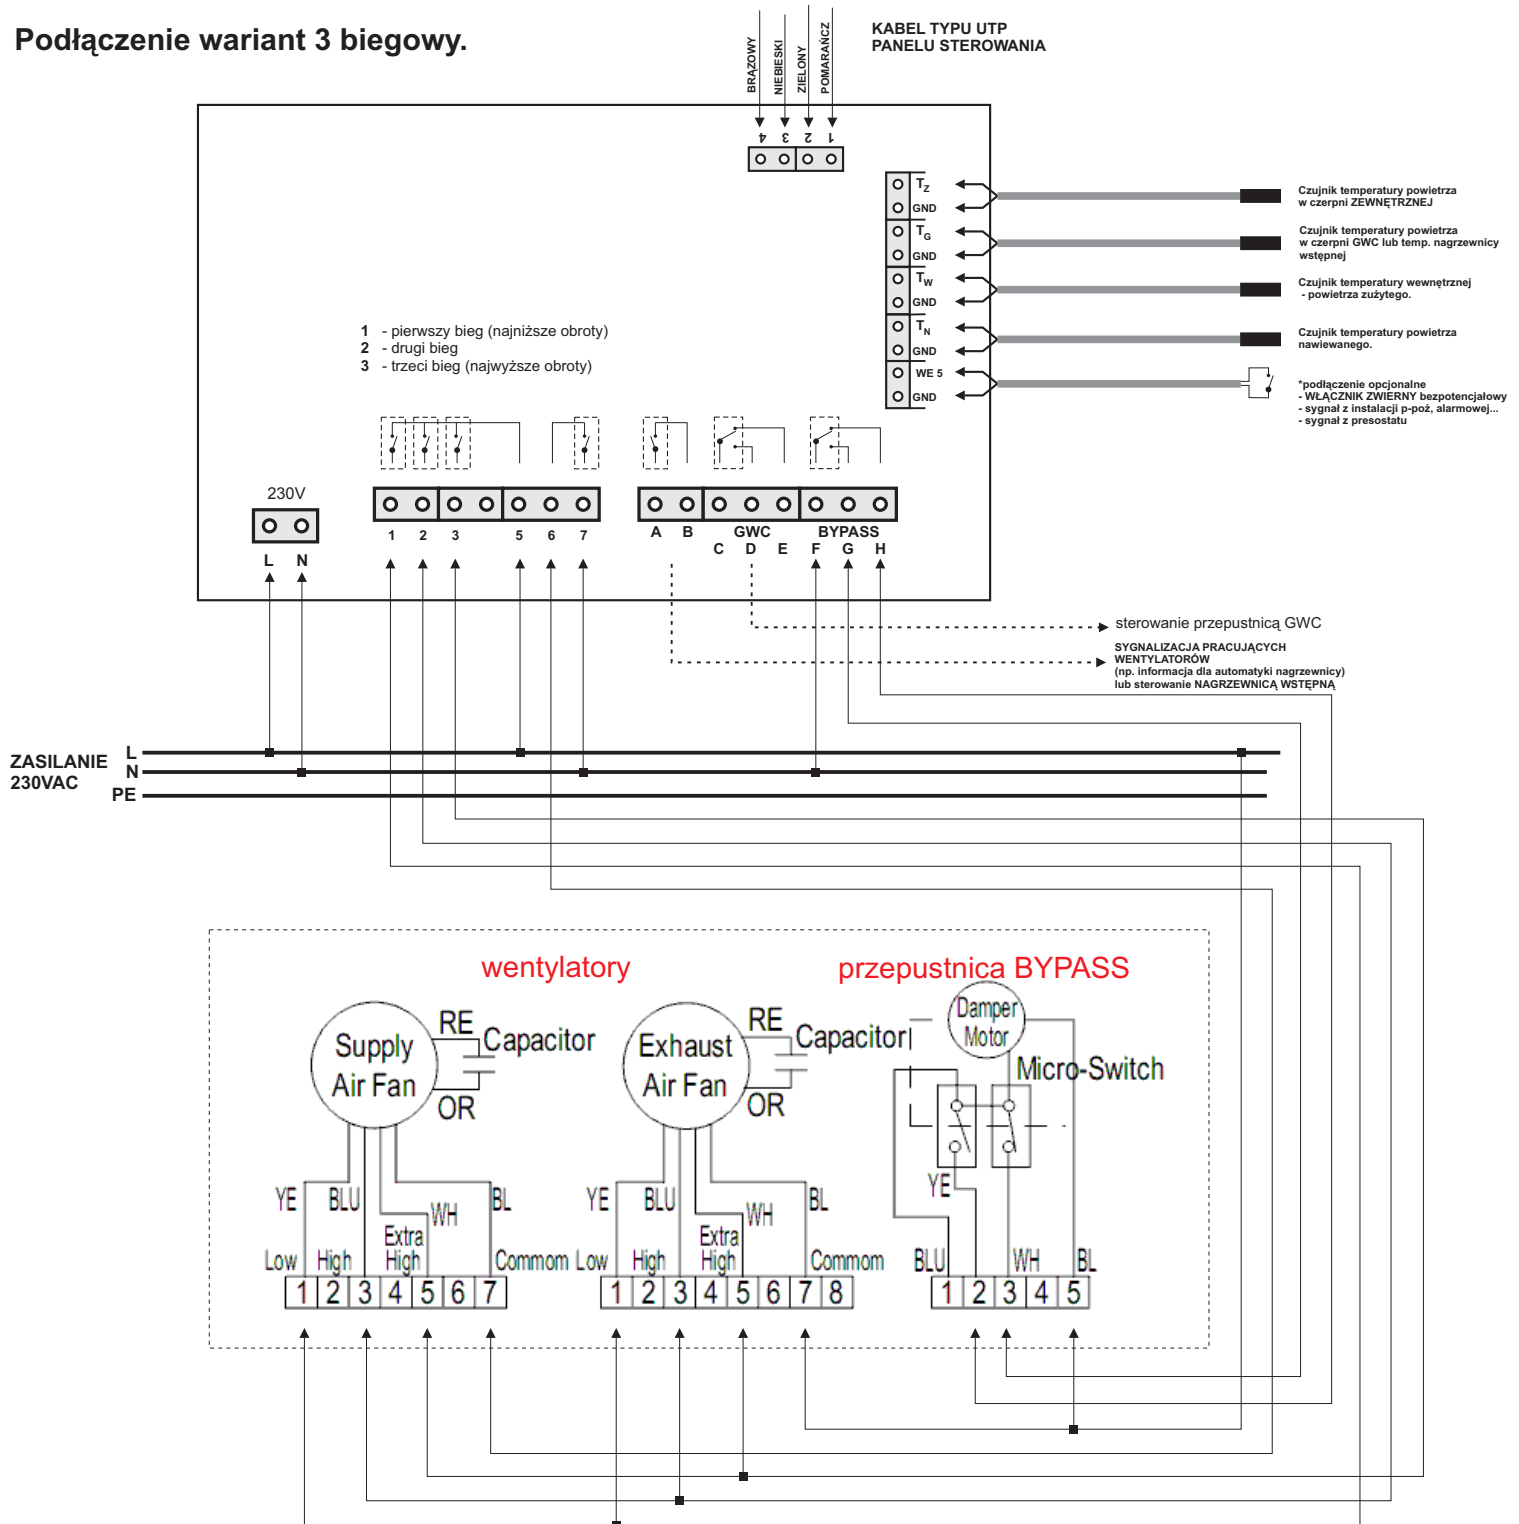 Podłączenie wariant 3 biegowy.
KABEL TYPU UTP
PANELU STEROWANIA
BRĄZOWY
NIEBIESKI
ZIELONY
POMARAŃCZ
4 3 2 1
TZ
GND
TG
GND
TW
GND
TN
GND
WE 5
GND
Czujnik temperatury powietrza
w czerpni ZEWNĘTRZNEJ
Czujnik temperatury powietrza
w czerpni GWC lub temp. nagrzewnicy
wstępnej
Czujnik temperatury wewnętrznej
- powietrza zużytego.
Czujnik temperatury powietrza
nawiewanego.
*podłączenie opcjonalne
- WŁĄCZNIK ZWIERNY bezpotencjałowy
- sygnał z instalacji p-poż, alarmowej...
- sygnał z presostatu
1 - pierwszy bieg (najniższe obroty)
2 - drugi bieg
3 - trzeci bieg (najwyższe obroty)
230V
L N
1 2 3 5 6 7
A B GWC BYPASS
C D E F G H
sterowanie przepustnicą GWC
SYGNALIZACJA PRACUJĄCYCH
WENTYLATORÓW
(np. informacja dla automatyki nagrzewnicy)
lub sterowanie NAGRZEWNICĄ WSTĘPNĄ
ZASILANIE
230VAC
L
N
PE
wentylatory
przepustnica BYPASS
Supply
Air Fan
RE
Capacitor
OR
YE
BLU
WH
BL
Low
High
Extra
High
Commom
1 2 3 4 5 6 7
Exhaust
Air Fan
RE
Capacitor
OR
YE
BLU
WH
BL
Low
High
Extra
High
Commom
1 2 3 4 5 6 7 8
Damper
Motor
Micro-Switch
YE
BLU
WH
BL
1 2 3 4 5